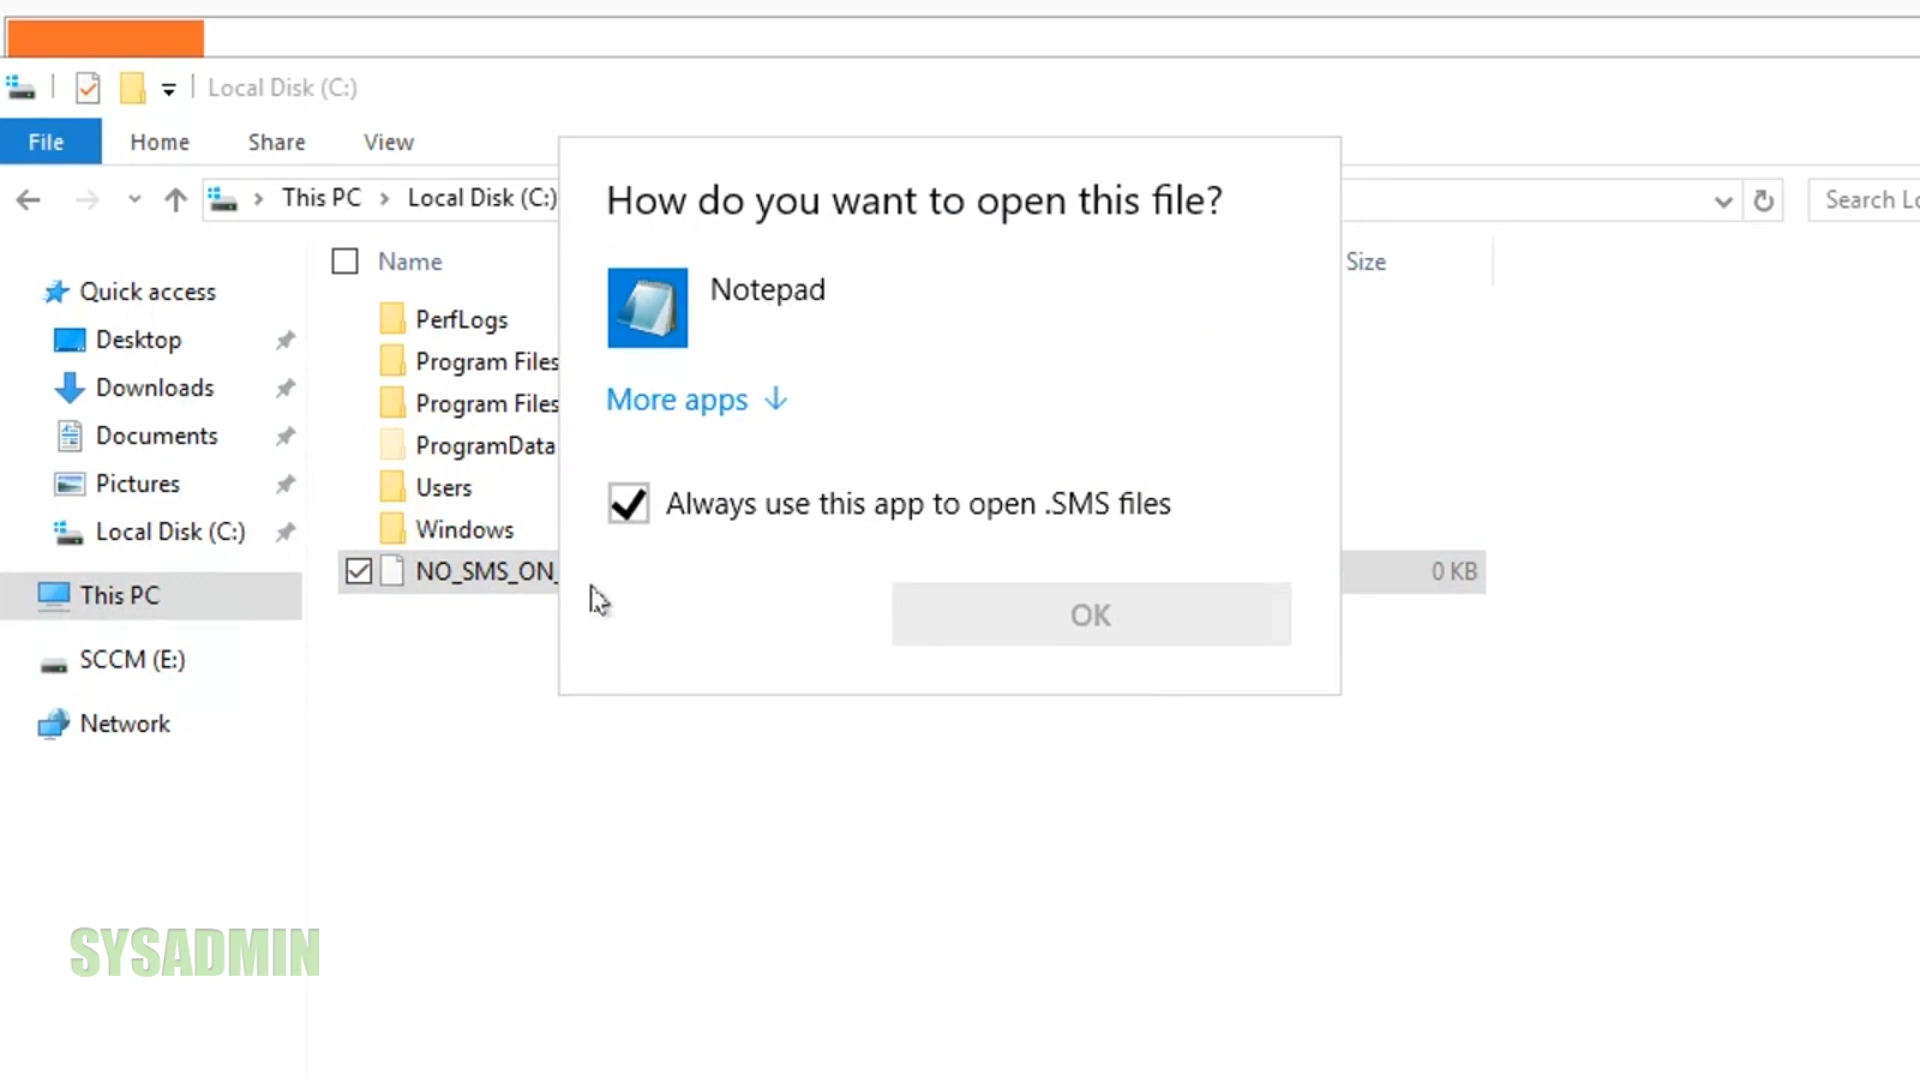 Local Disk (C:)
File Home Share View
This PC > Local Disk (C:)
Search Lo
Name
Size
Quick access
Desktop
Downloads
Documents
Pictures
Local Disk (C:)
This PC
SCCM (E:)
Network
PerfLogs
Program Files
Program Files
ProgramData
Users
Windows
NO_SMS_ON_
0 KB
How do you want to open this file?
Notepad
More apps
Always use this app to open .SMS files
OK
SYSADMIN